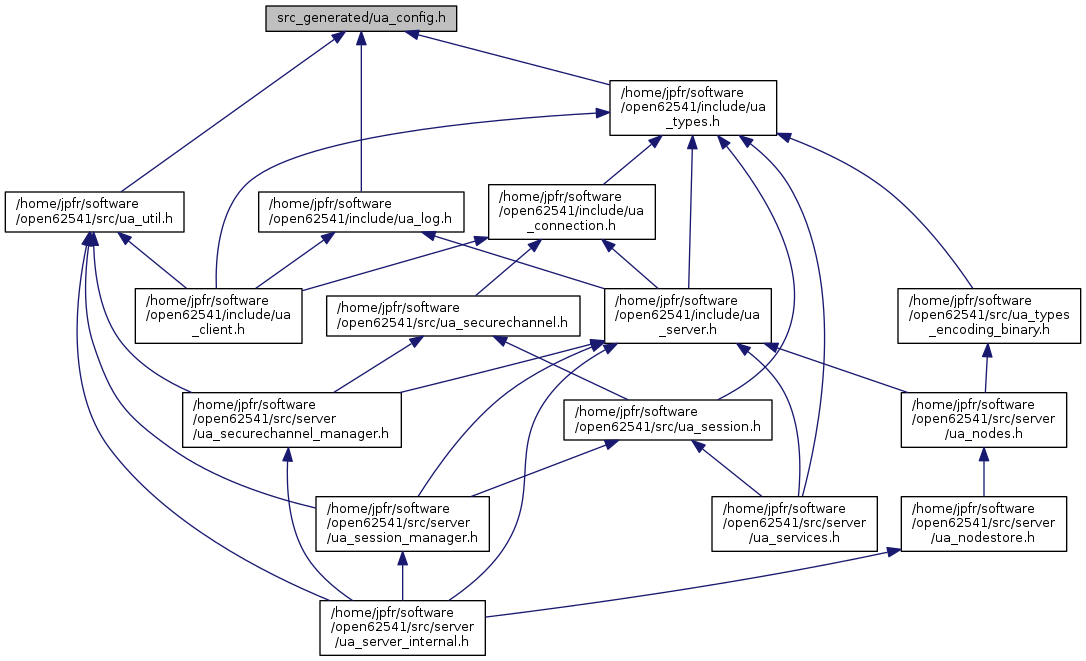 src_generated/ua_config.h
/home/jpfr/software
/open62541/include/ua
_types.h
/home/jpfr/software
/open62541/src/ua_util.h
/home/jpfr/software
/open62541/include/ua_log.h
/home/jpfr/software
/open62541/include/ua
_connection.h
/home/jpfr/software
/open62541/include/ua
_client.h
/home/jpfr/software
/open62541/src/ua_securechannel.h
/home/jpfr/software
/open62541/include/ua
_server.h
/home/jpfr/software
/open62541/src/ua_types
_encoding_binary.h
/home/jpfr/software
/open62541/src/server
/ua_securechannel_manager.h
/home/jpfr/software
/open62541/src/ua_session.h
/home/jpfr/software
/open62541/src/server
/ua_nodes.h
/home/jpfr/software
/open62541/src/server
/ua_session_manager.h
/home/jpfr/software
/open62541/src/server
/ua_services.h
/home/jpfr/software
/open62541/src/server
/ua_nodestore.h
/home/jpfr/software
/open62541/src/server
/ua_server_internal.h